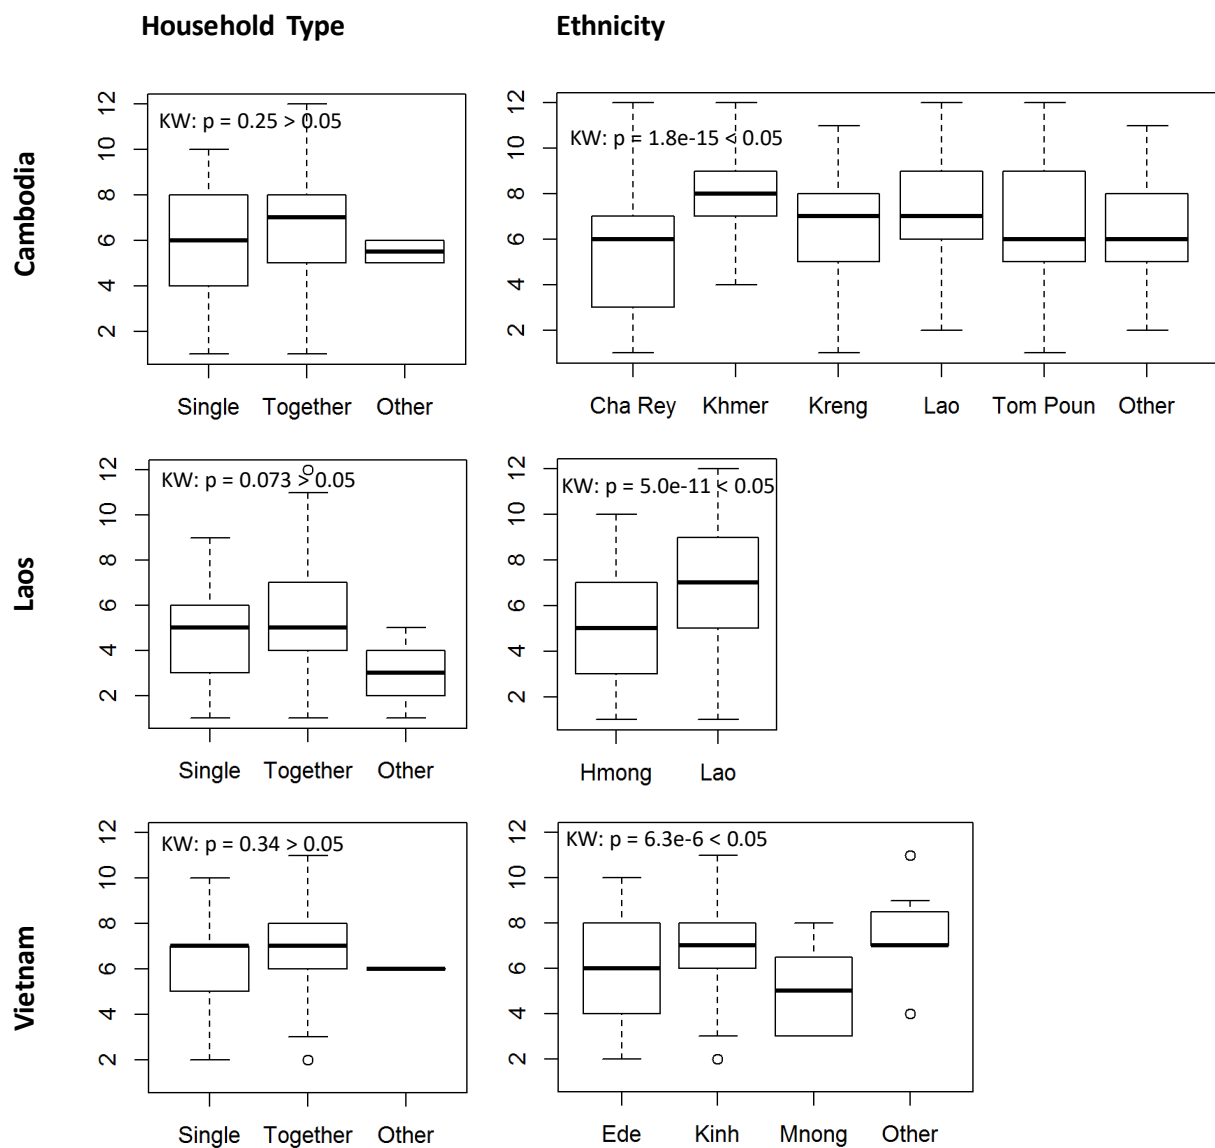 Household Type
Ethnicity
Cambodia
12
10
8
6
4
2
KW: p = 0.25 > 0.05
Single Together Other
12
10
8
6
4
2
KW: p = 1.8e-15 < 0.05
Cha Rey Khmer Kreng Lao Tom Poun Other
Laos
12
10
8
6
4
2
KW: p = 0.073 > 0.05
Single Together Other
12
10
8
6
4
2
KW: p = 5.0e-11 < 0.05
Hmong Lao
Vietnam
12
10
8
6
4
2
KW: p = 0.34 > 0.05
Single Together Other
12
10
8
6
4
2
KW: p = 6.3e-6 < 0.05
Ede Kinh Mnong Other